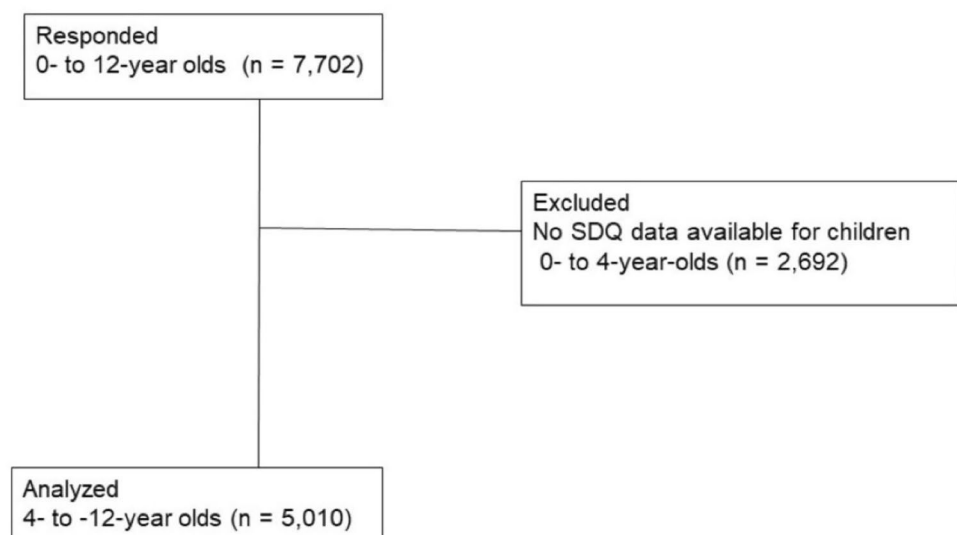 Responded
0- to 12-year olds (n = 7,702)
Excluded
No SDQ data available for children
0- to 4-year-olds (n = 2,692)
Analyzed
4- to -12-year olds (n = 5,010)